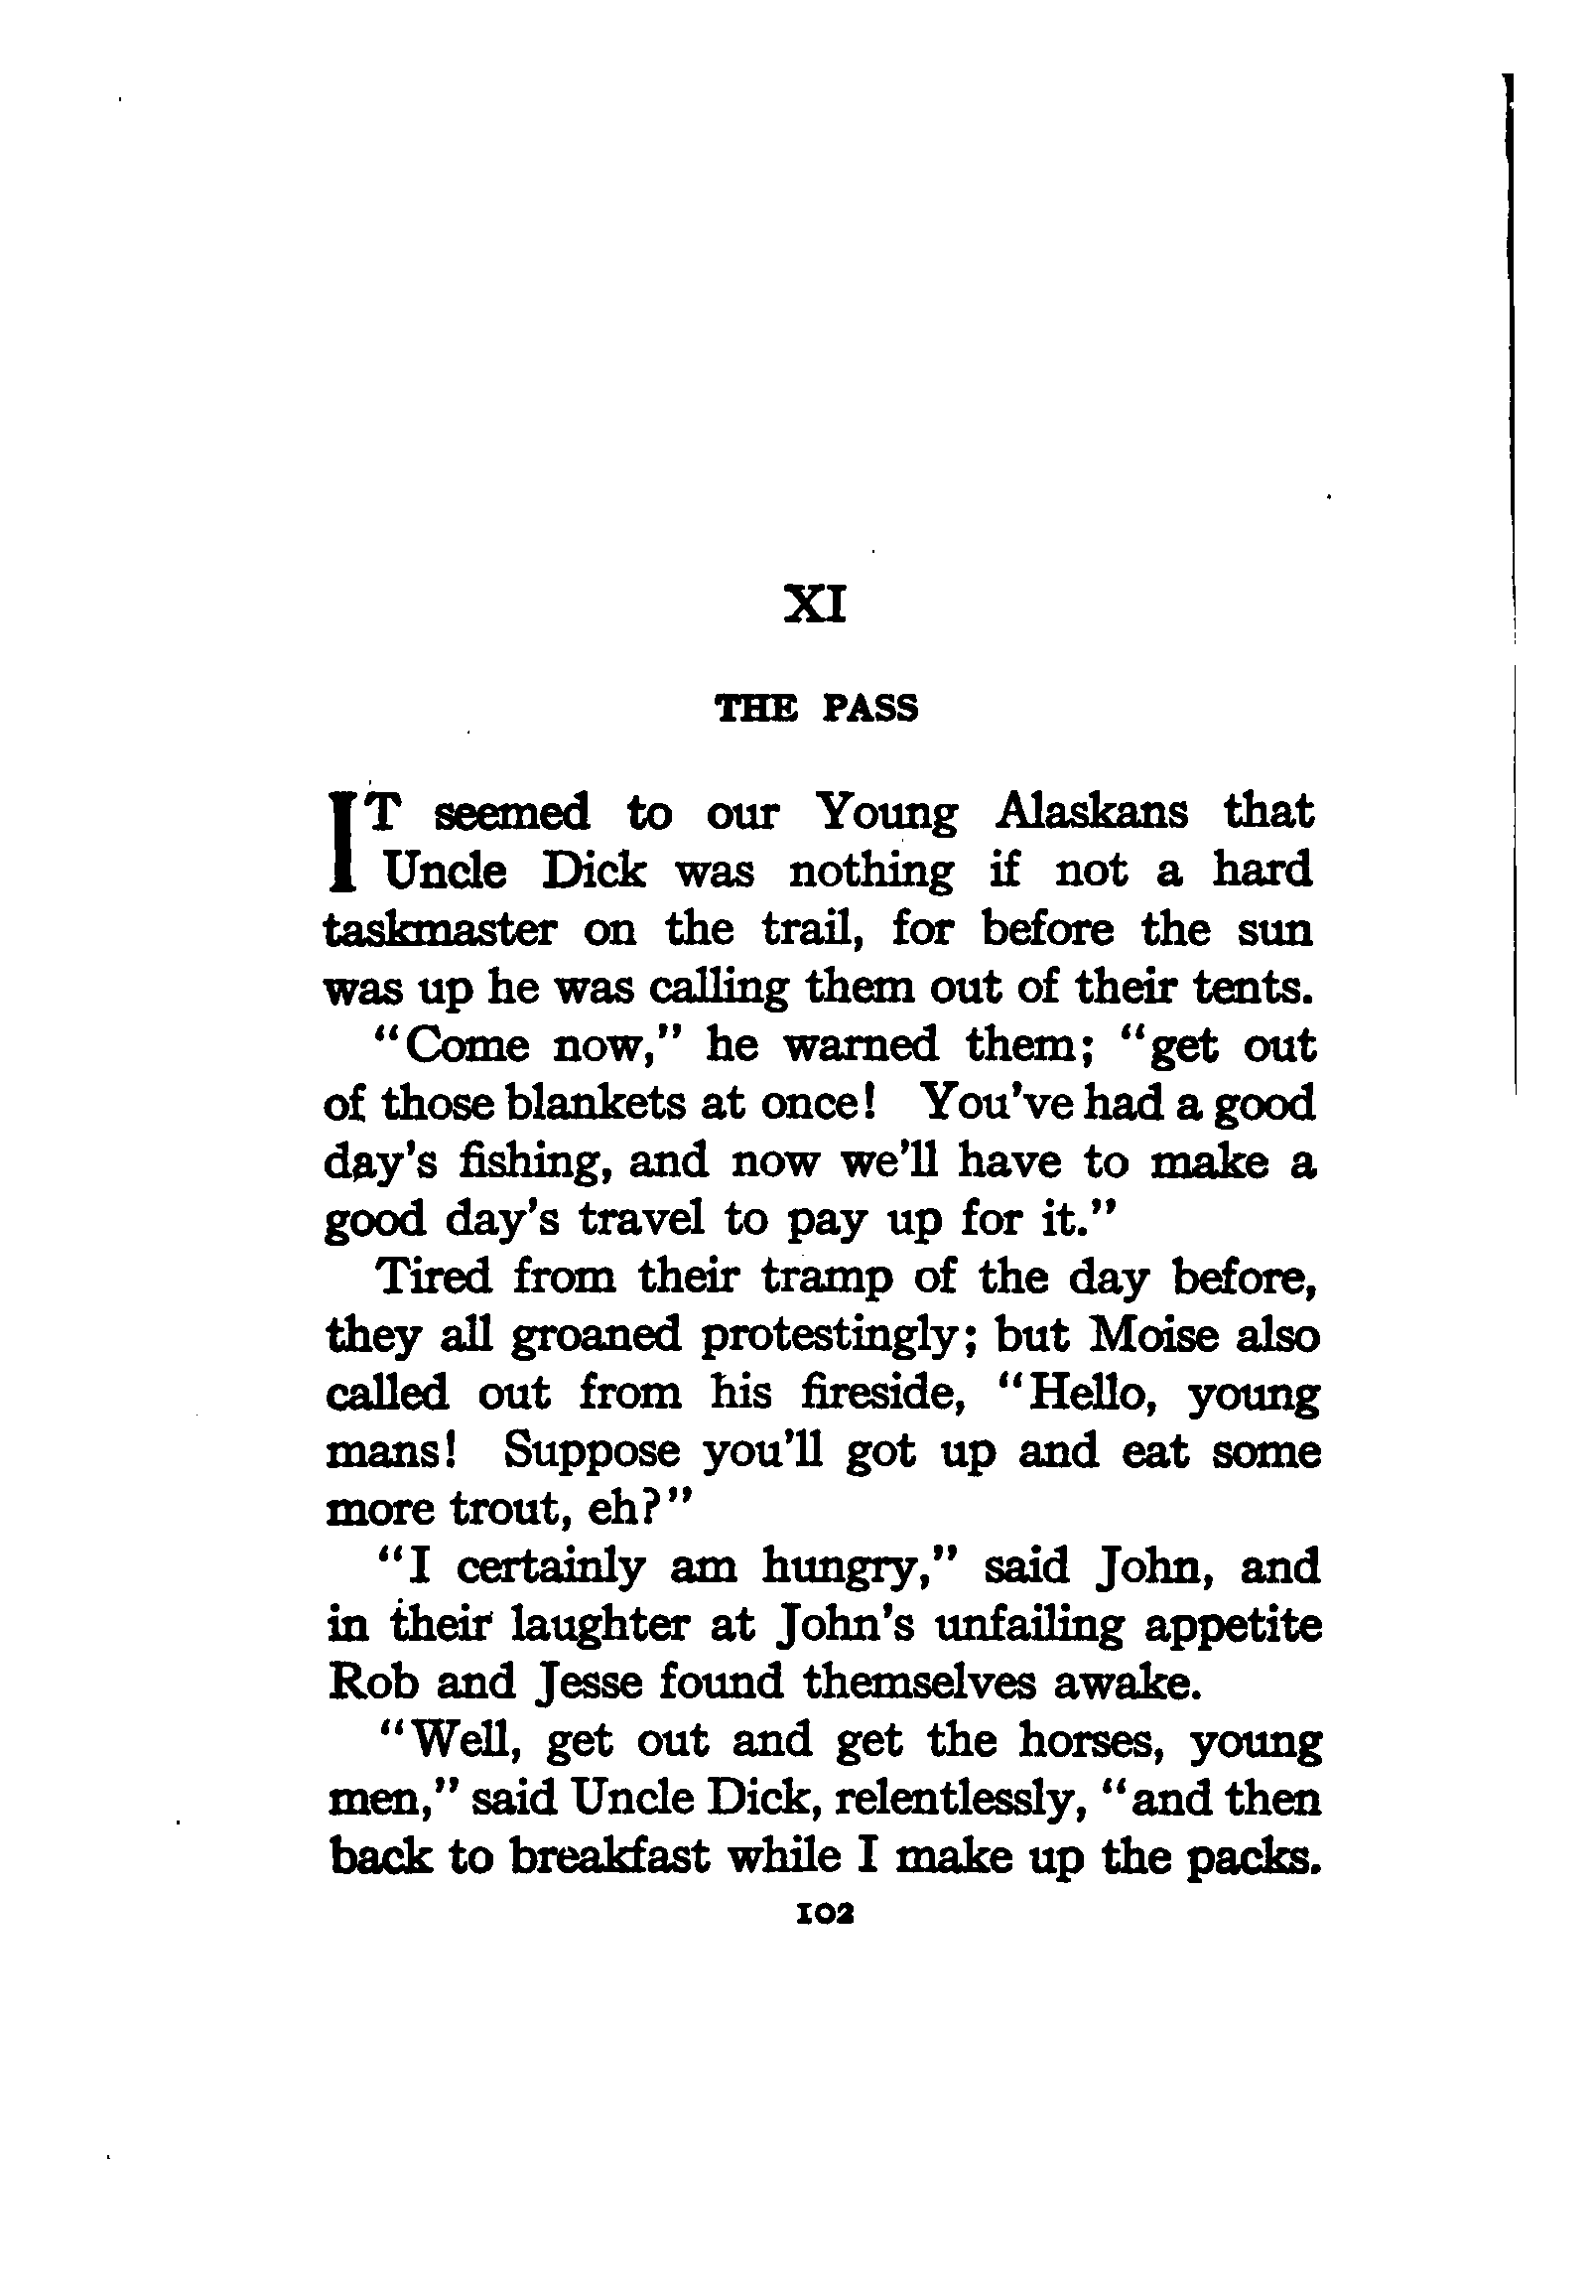 XI
THE PASS
IT seemed to our Young Alaskans that
Uncle Dick was nothing if not a hard
taskmaster on the trail, for before the sun
was up he was calling them out of their tents.
"Come now," he warned them; "get out
of those blankets at once! You've had a good
day's fishing, and now we'll have to make a
good day's travel to pay up for it."
Tired from their tramp of the day before,
they all groaned protestingly; but Moise also
called out from his fireside, "Hello, young
mans! Suppose you'll got up and eat some
more trout, eh?"
"I certainly am hungry," said John, and
in their laughter at John's unfailing appetite
Rob and Jesse found themselves awake.
"Well, get out and get the horses, young
men," said Uncle Dick, relentlessly, "and then
back to breakfast while I make up the packs.
102